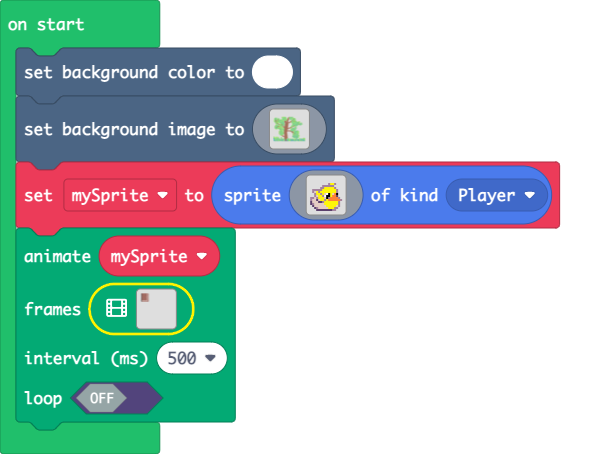 on start
set background color to
set background image to
set mySprite to sprite of kind Player
animate mySprite
frames
interval (ms) 500
loop OFF